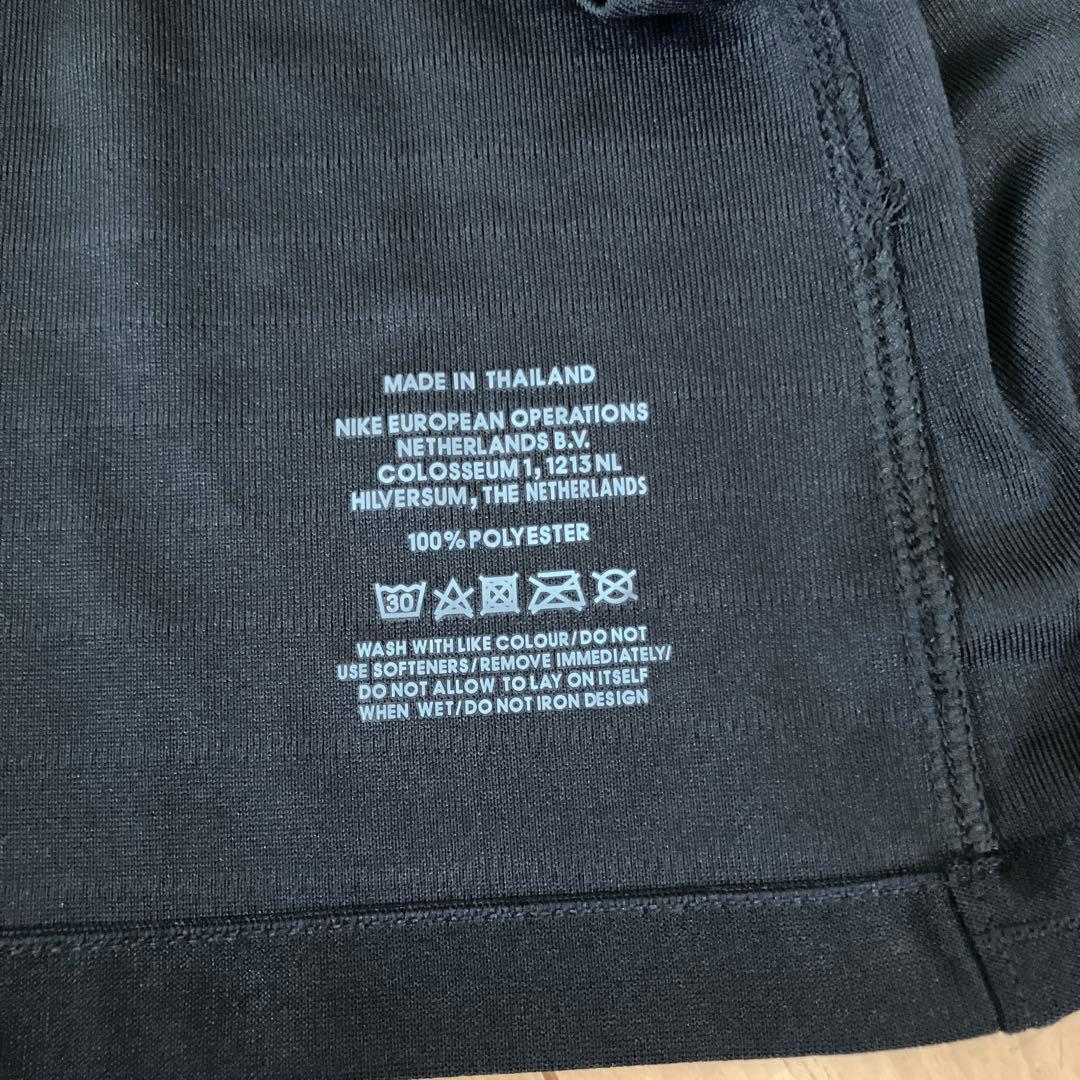 MADE IN THAILAND
NIKE EUROPEAN OPERATIONS
NETHERLANDS B.V.
COLOSSEUM 1, 1213 NL
HILVERSUM, THE NETHERLANDS
100% POLYESTER
30
WASH WITH LIKE COLOUR/DO NOT
USE SOFTENERS/REMOVE IMMEDIATELY/
DO NOT ALLOW TO LAY ON ITSELF
WHEN WET/DO NOT IRON DESIGN